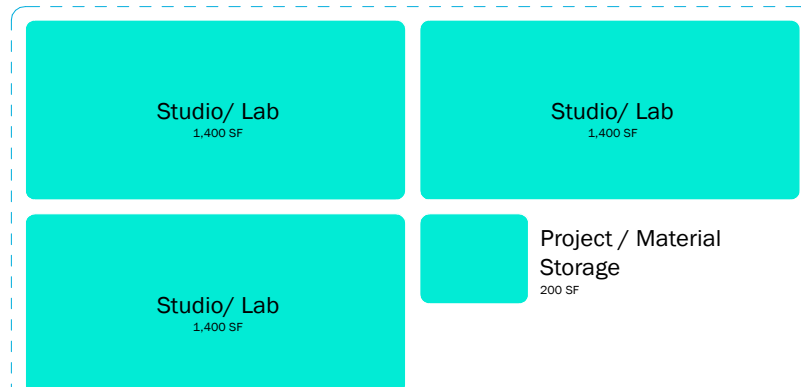 Studio/ Lab
1,400 SF
Studio/ Lab
1,400 SF
Studio/ Lab
1,400 SF
Project / Material
Storage
200 SF